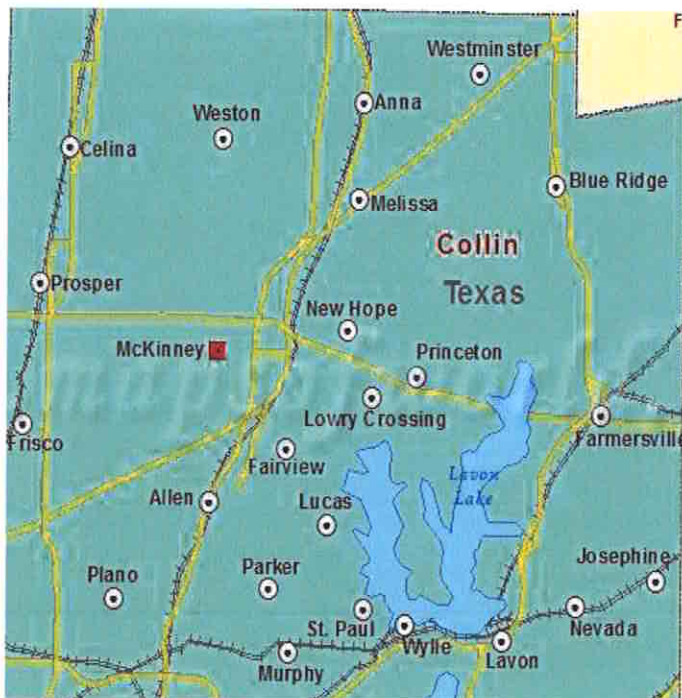 F
Westminster
Anna
Weston
Celina
Blue Ridge
Melissa
Collin
Texas
Prosper
New Hope
McKinney
Princeton
Lowry Crossing
Frisco
Farmersville
Fairview
Lavon
Lake
Allen
Lucas
Josephine
Plano
Parker
St. Paul
Nevada
Wylle
Lavon
Murphy